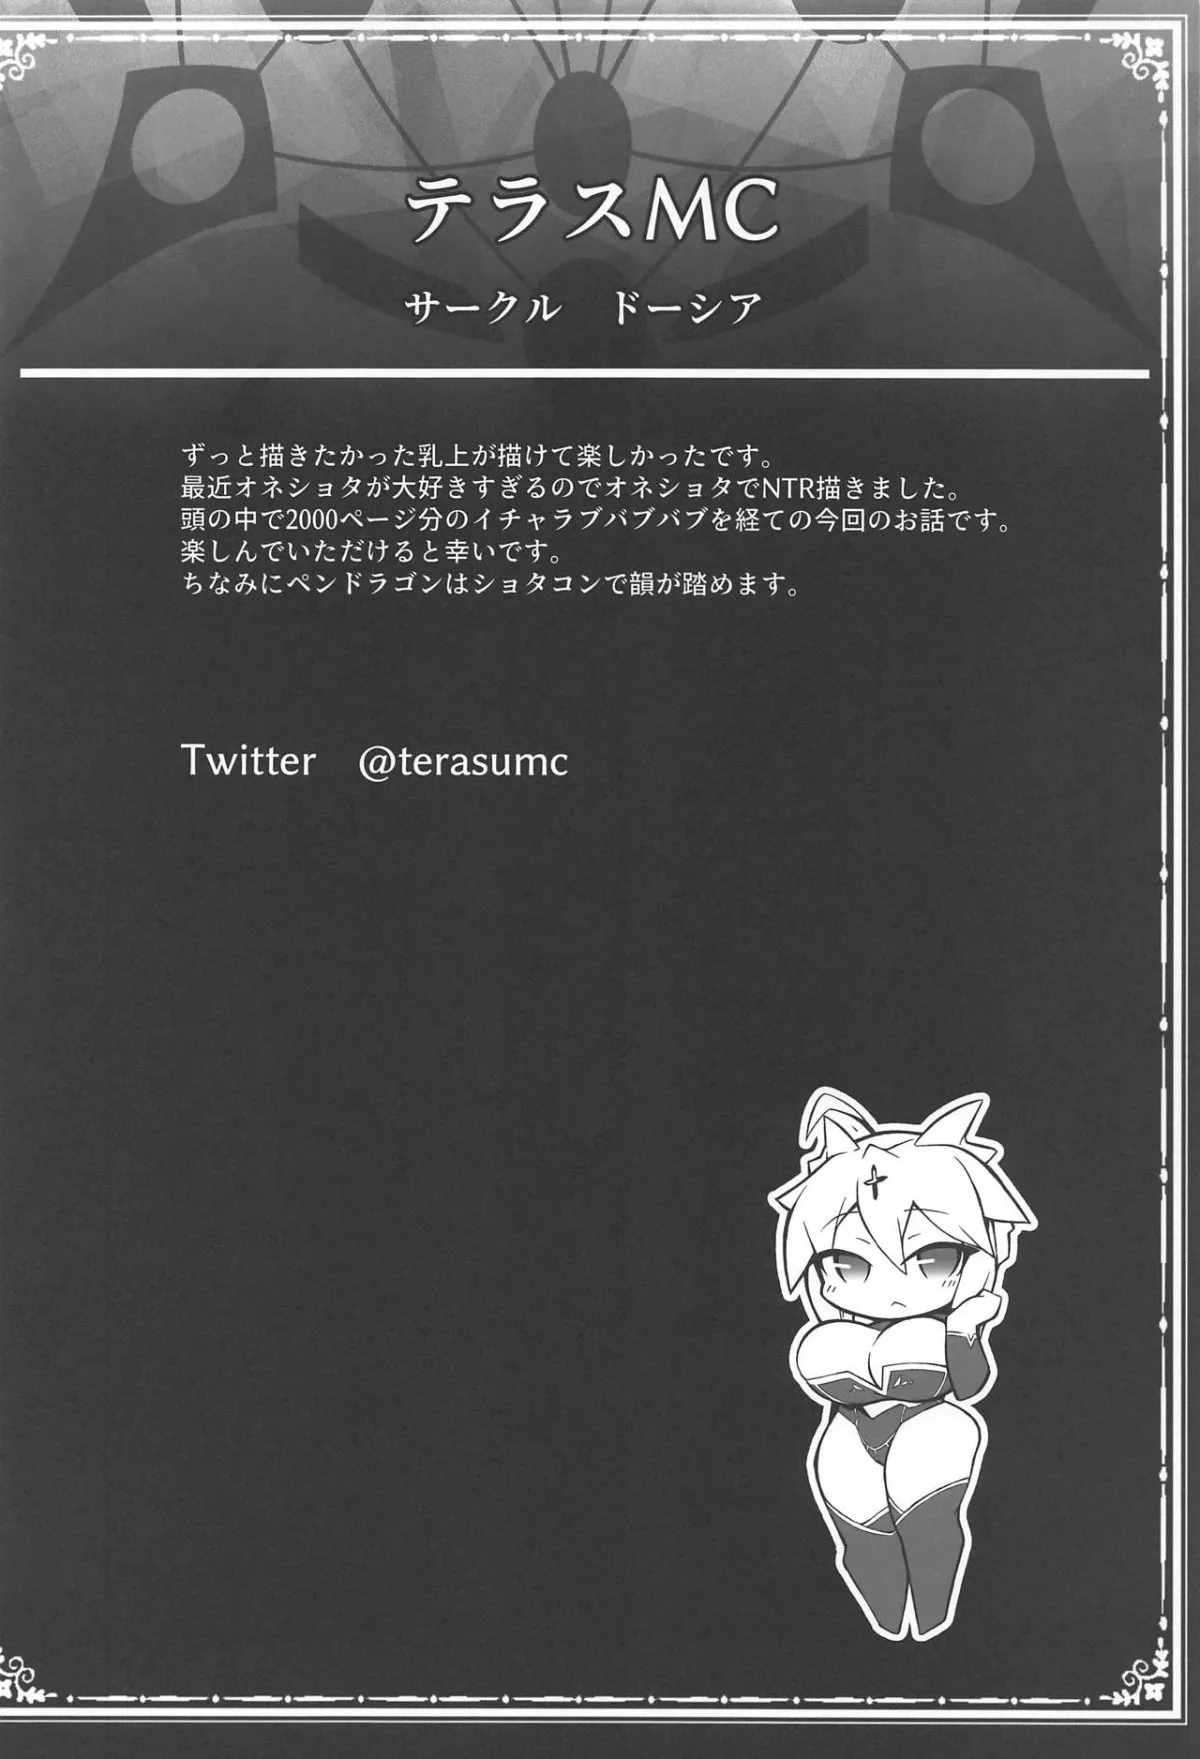 テラスMC
サークル　ドーシア
ずっと描きたかった乳上が描けて楽しかったです。
最近オネショタが大好きすぎるのでオネショタでNTR描きました。
頭の中で2000ページ分のイチャラブバブバブを経ての今回のお話です。
楽しんでいただけると幸いです。
ちなみにペンドラゴンはショタコンで韻が踏めます。
Twitter　@terasumc